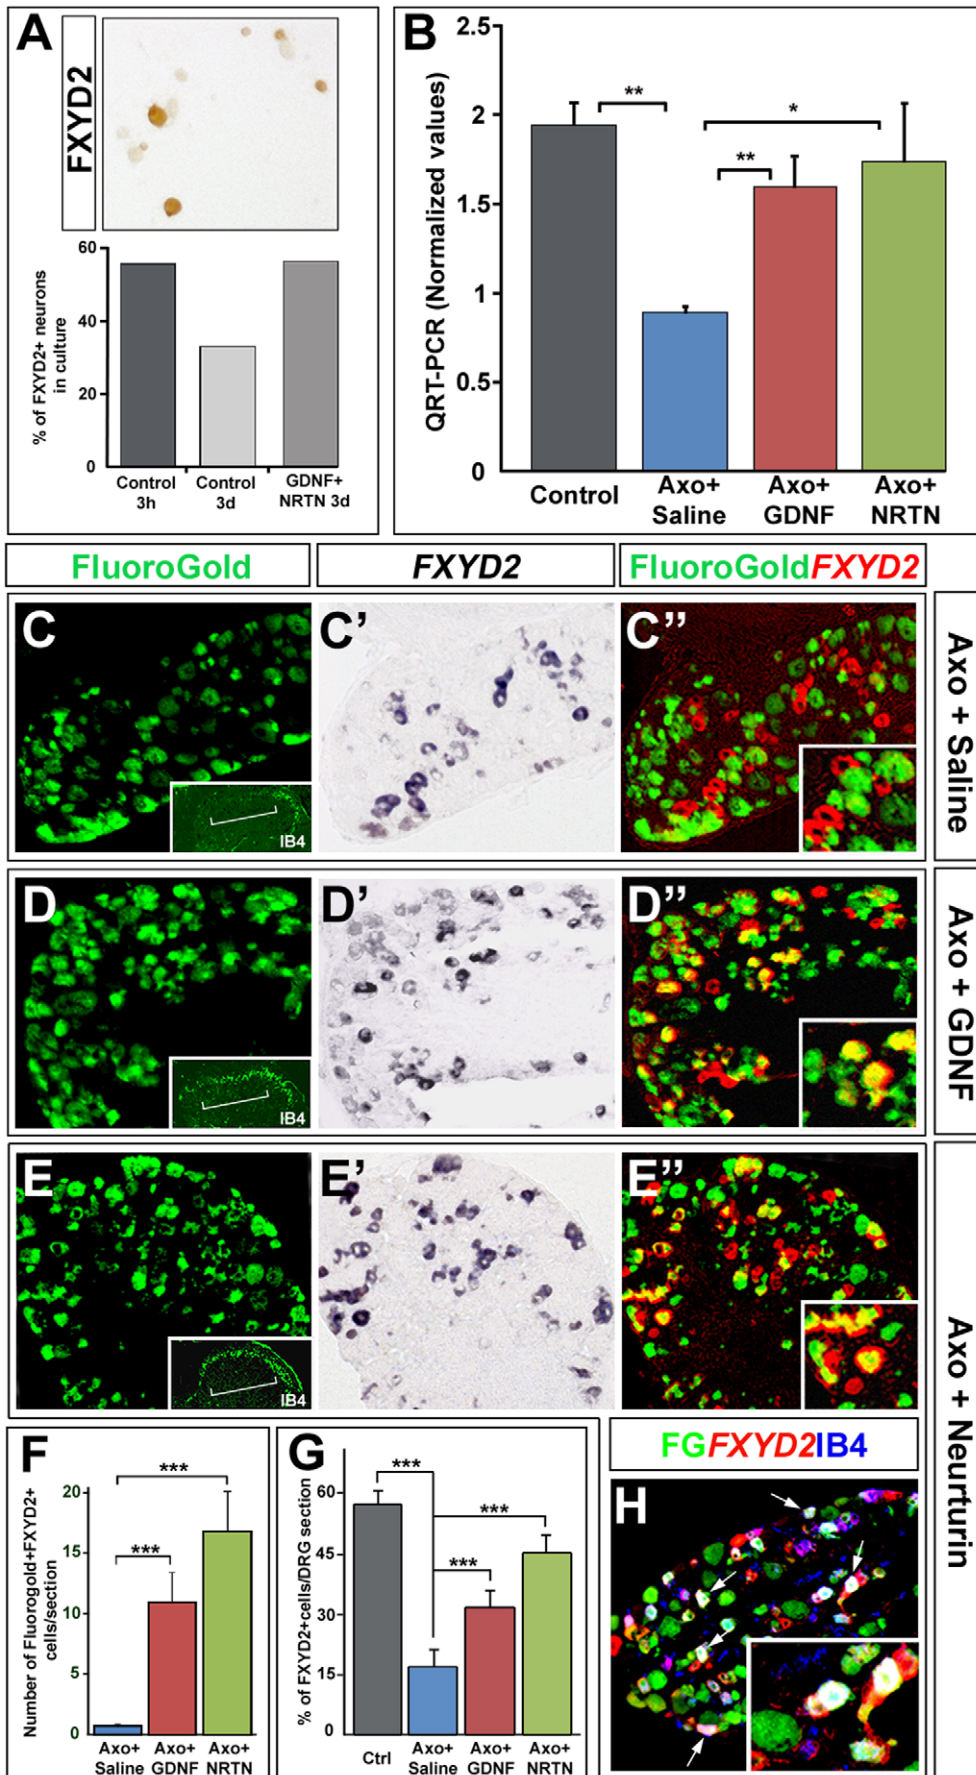 A
FXYD2
% of FXYD2+ neurons
in culture
60
40
20
0
Control
3h
Control
3d
GDNF+
NRTN 3d
B
QRT-PCR (Normalized values)
2.5
2
1.5
1
0.5
0
**
*
**
Control
Axo+
Saline
Axo+
GDNF
Axo+
NRTN
FluoroGold
FXYD2
FluoroGoldFXYD2
C
IB4
C’
C”
Axo + Saline
D
IB4
D’
D”
Axo + GDNF
E
IB4
E’
E”
Axo + Neurturin
F
Number of Fluorogold+FXYD2+
cells/section
20
15
10
5
0
***
***
Axo+
Saline
Axo+
GDNF
Axo+
NRTN
G
% of FXYD2+cells/DRG section
60
45
30
15
0
***
***
***
Ctrl
Axo+
Saline
Axo+
GDNF
Axo+
NRTN
FGFXYD2IB4
H